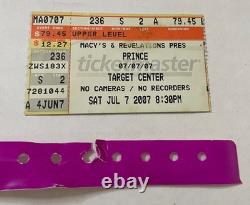 MA0707 236 S 2 A 79.45
$79.45 UPPER LEVEL
$12.27 MACY'S & REVELATIONS PRES
236 PRINCE
ZWS183X 07/07/07
S 2 TARGET CENTER
7281044 NO CAMERAS / NO RECORDERS
A 4JUN7 SAT JUL 7 2007 8:30PM
ticketmaster